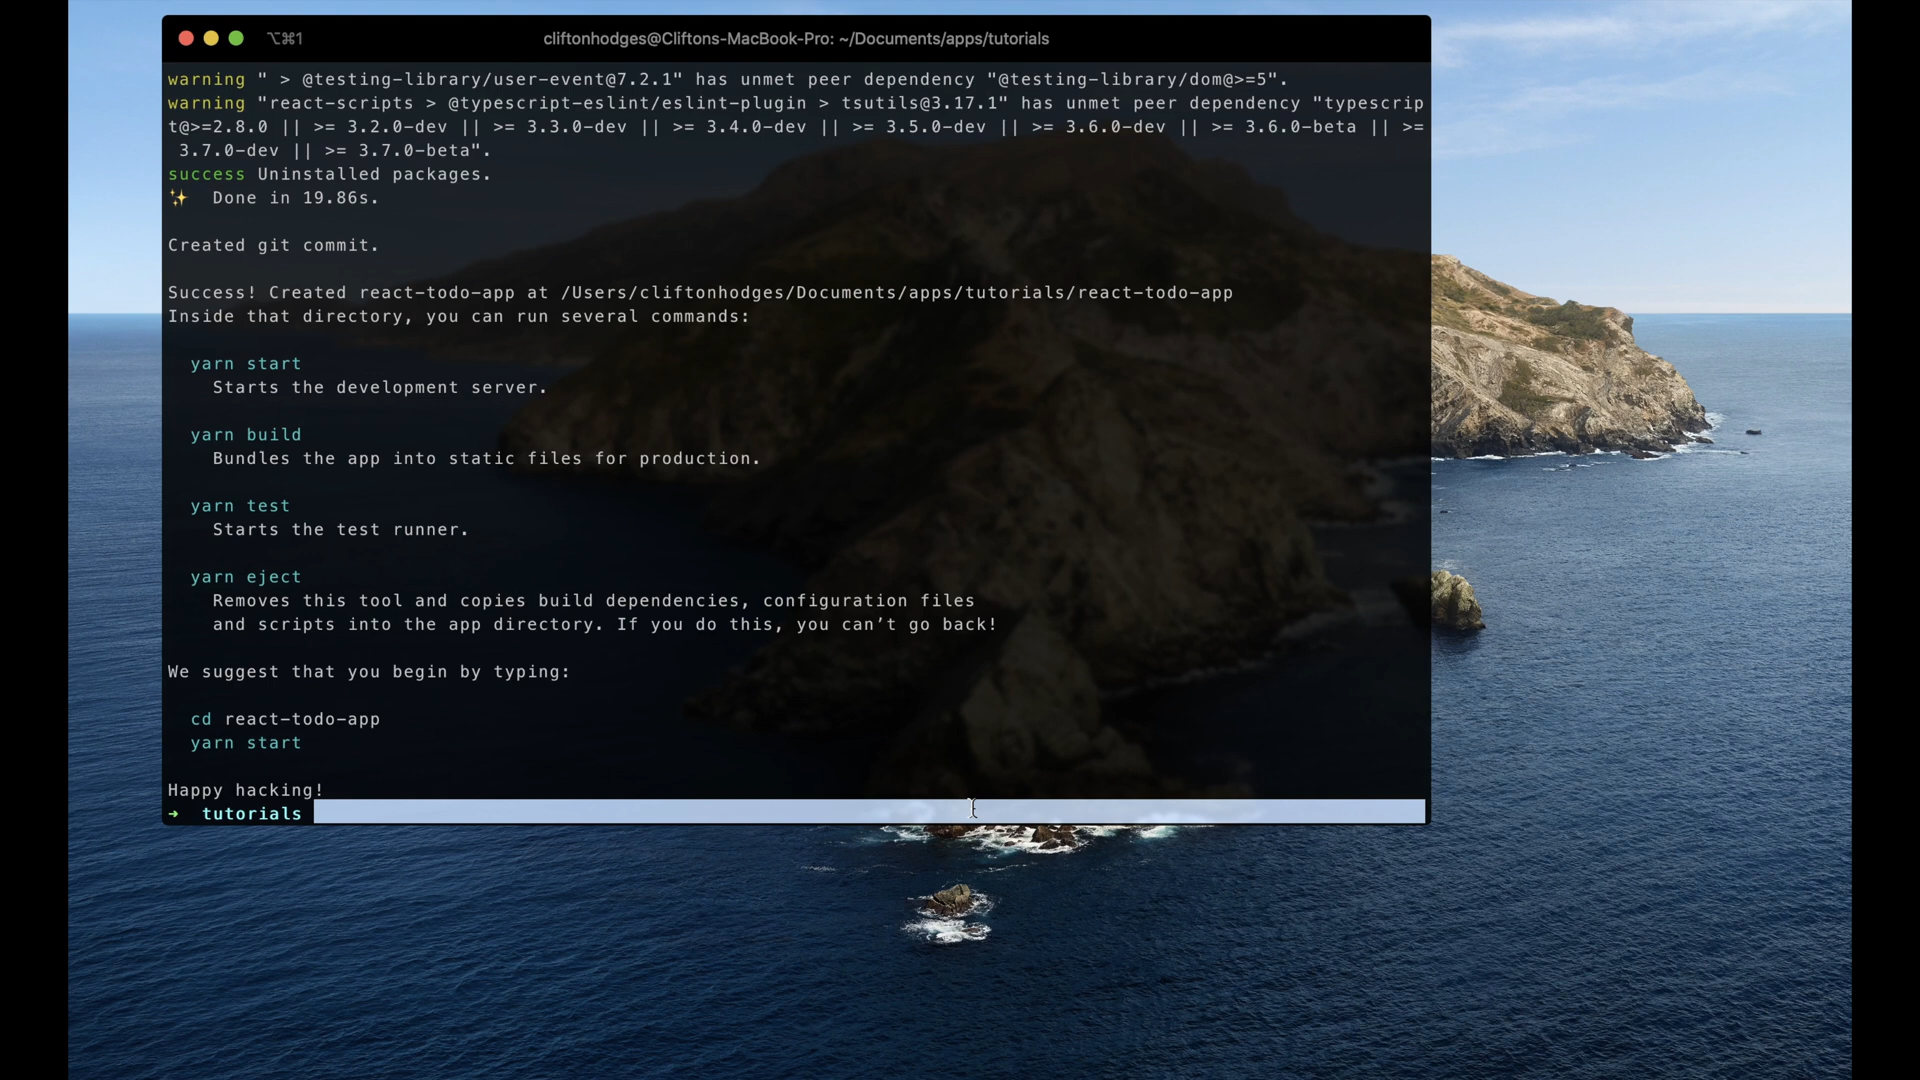 ⌥⌘1
cliftonhodges@Cliftons-MacBook-Pro: ~/Documents/apps/tutorials
warning " > @testing-library/user-event@7.2.1" has unmet peer dependency "@testing-library/dom@>=5".
warning "react-scripts > @typescript-eslint/eslint-plugin > tsutils@3.17.1" has unmet peer dependency "typescrip
t@>=2.8.0 || >= 3.2.0-dev || >= 3.3.0-dev || >= 3.4.0-dev || >= 3.5.0-dev || >= 3.6.0-dev || >= 3.6.0-beta || >=
3.7.0-dev || >= 3.7.0-beta".
success Uninstalled packages.
✨ Done in 19.86s.
Created git commit.
Success! Created react-todo-app at /Users/cliftonhodges/Documents/apps/tutorials/react-todo-app
Inside that directory, you can run several commands:
yarn start
Starts the development server.
yarn build
Bundles the app into static files for production.
yarn test
Starts the test runner.
yarn eject
Removes this tool and copies build dependencies, configuration files
and scripts into the app directory. If you do this, you can’t go back!
We suggest that you begin by typing:
cd react-todo-app
yarn start
Happy hacking!
➜ tutorials